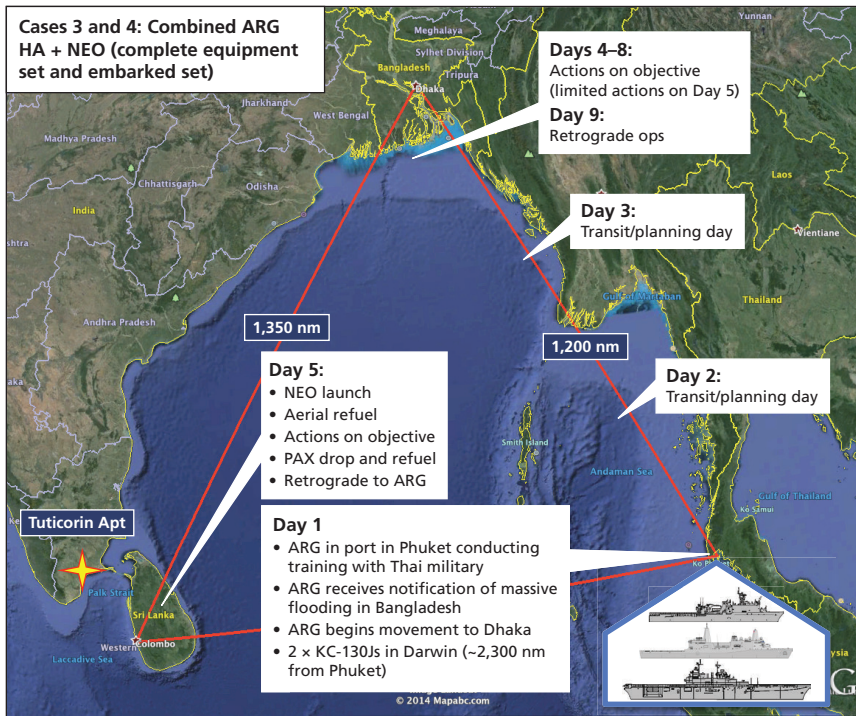 Cases 3 and 4: Combined ARG
HA + NEO (complete equipment
set and embarked set)
Meghalaya
Sylhet Division
Bangladesh
Tripura
Dhaka
West Bengal
Jharkhand
Madhya Pradesh
Chhattisgarh
Odisha
India
shtra
Yunnan
Laos
Vientiane
Thailand
Days 4–8:
Actions on objective
(limited actions on Day 5)
Day 9:
Retrograde ops
Day 3:
Transit/planning day
Gulf of Martaban
Andhra Pradesh
1,350 nm
1,200 nm
Day 2:
Transit/planning day
Day 5:
• NEO launch
• Aerial refuel
• Actions on objective
• PAX drop and refuel
• Retrograde to ARG
Smith Island
Andaman Sea
Gulf of Thailand
Ko Samui
Tuticorin Apt
Palk Strait
Sri Lanka
Western
Colombo
Laccadive Sea
Day 1
• ARG in port in Phuket conducting
training with Thai military
• ARG receives notification of massive
flooding in Bangladesh
• ARG begins movement to Dhaka
• 2 × KC-130Js in Darwin (~2,300 nm
from Phuket)
Ko Phuket
© 2014 Mapabc.com